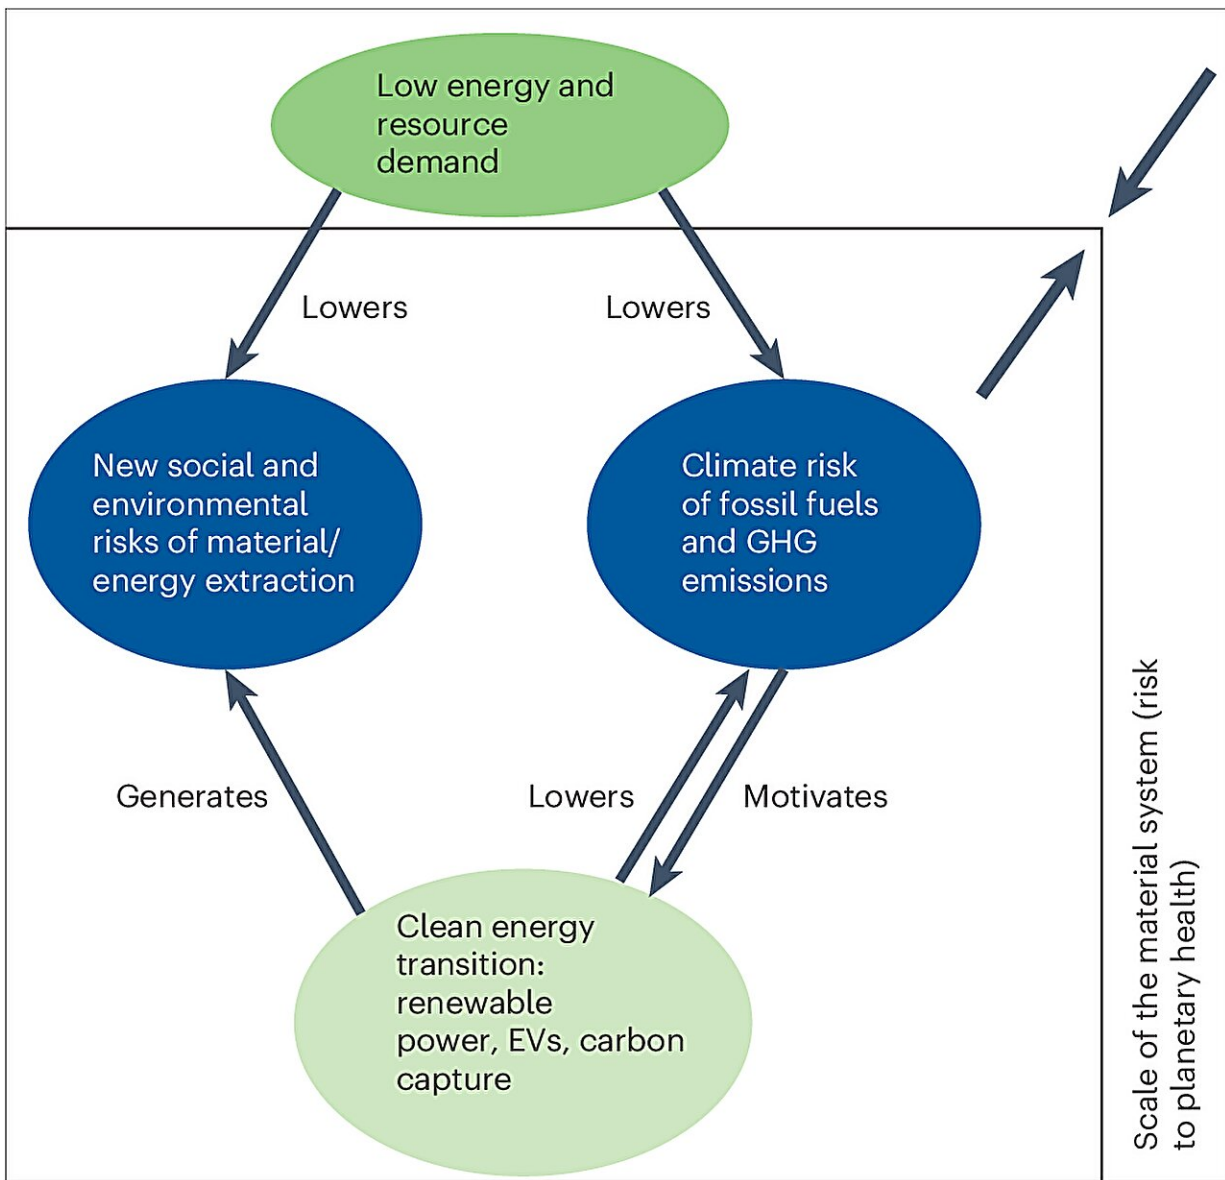 Low energy and
resource
demand
Lowers
Lowers
New social and
environmental
risks of material/
energy extraction
Climate risk
of fossil fuels
and GHG
emissions
Generates
Lowers
Motivates
Clean energy
transition:
renewable
power, EVs, carbon
capture
Scale of the material system (risk
to planetary health)